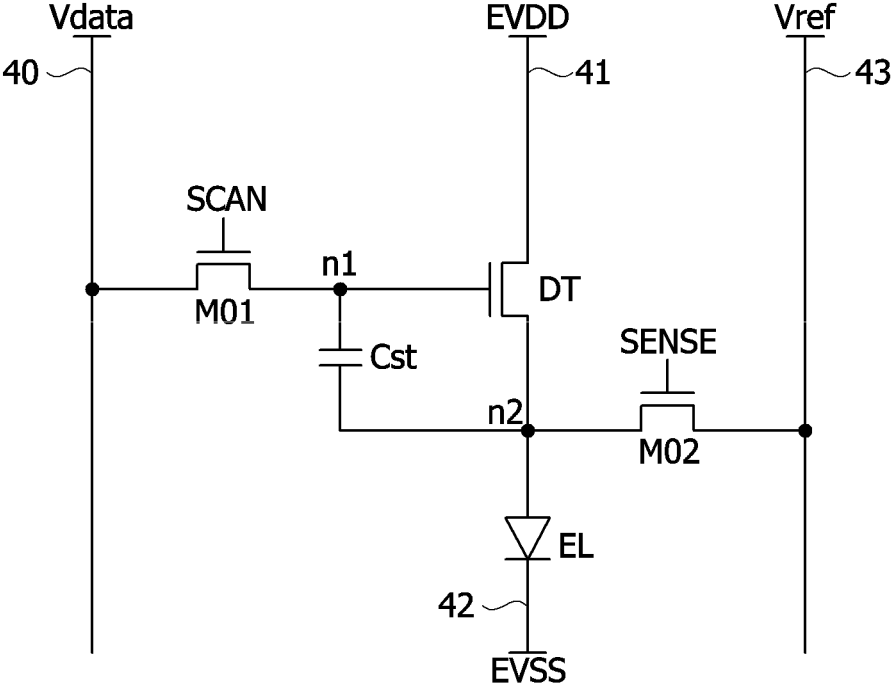 Vdata EVDD Vref
40 41 43
SCAN
n1 DT
M01
Cst SENSE
n2
M02
EL
42
EVSS